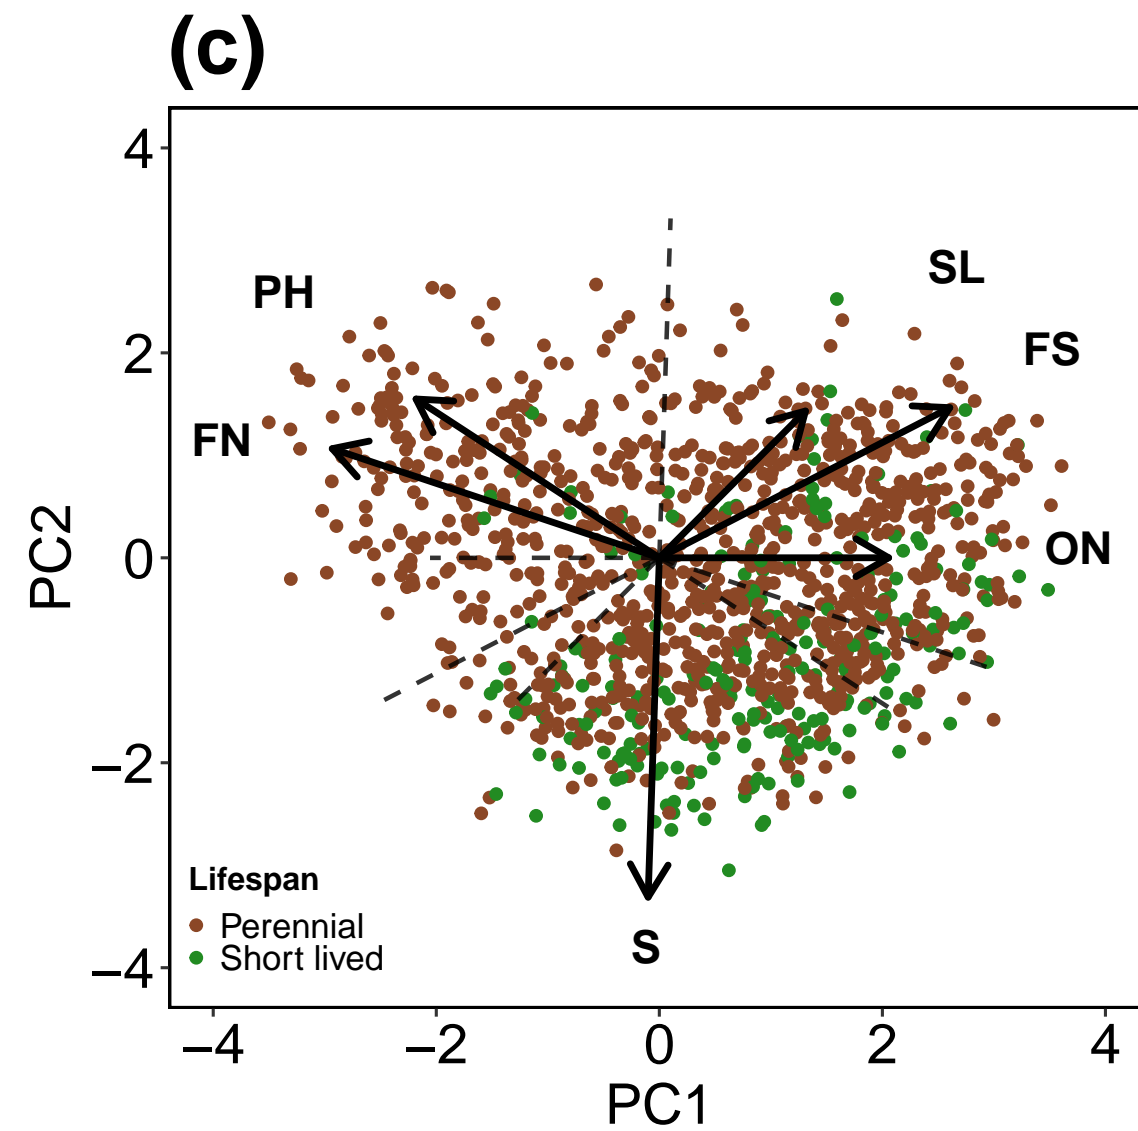 (c)
4
2
0
−2
−4
PC2
PH
SL
FS
FN
ON
S
Lifespan
Perennial
Short lived
−4 −2 0 2 4
PC1